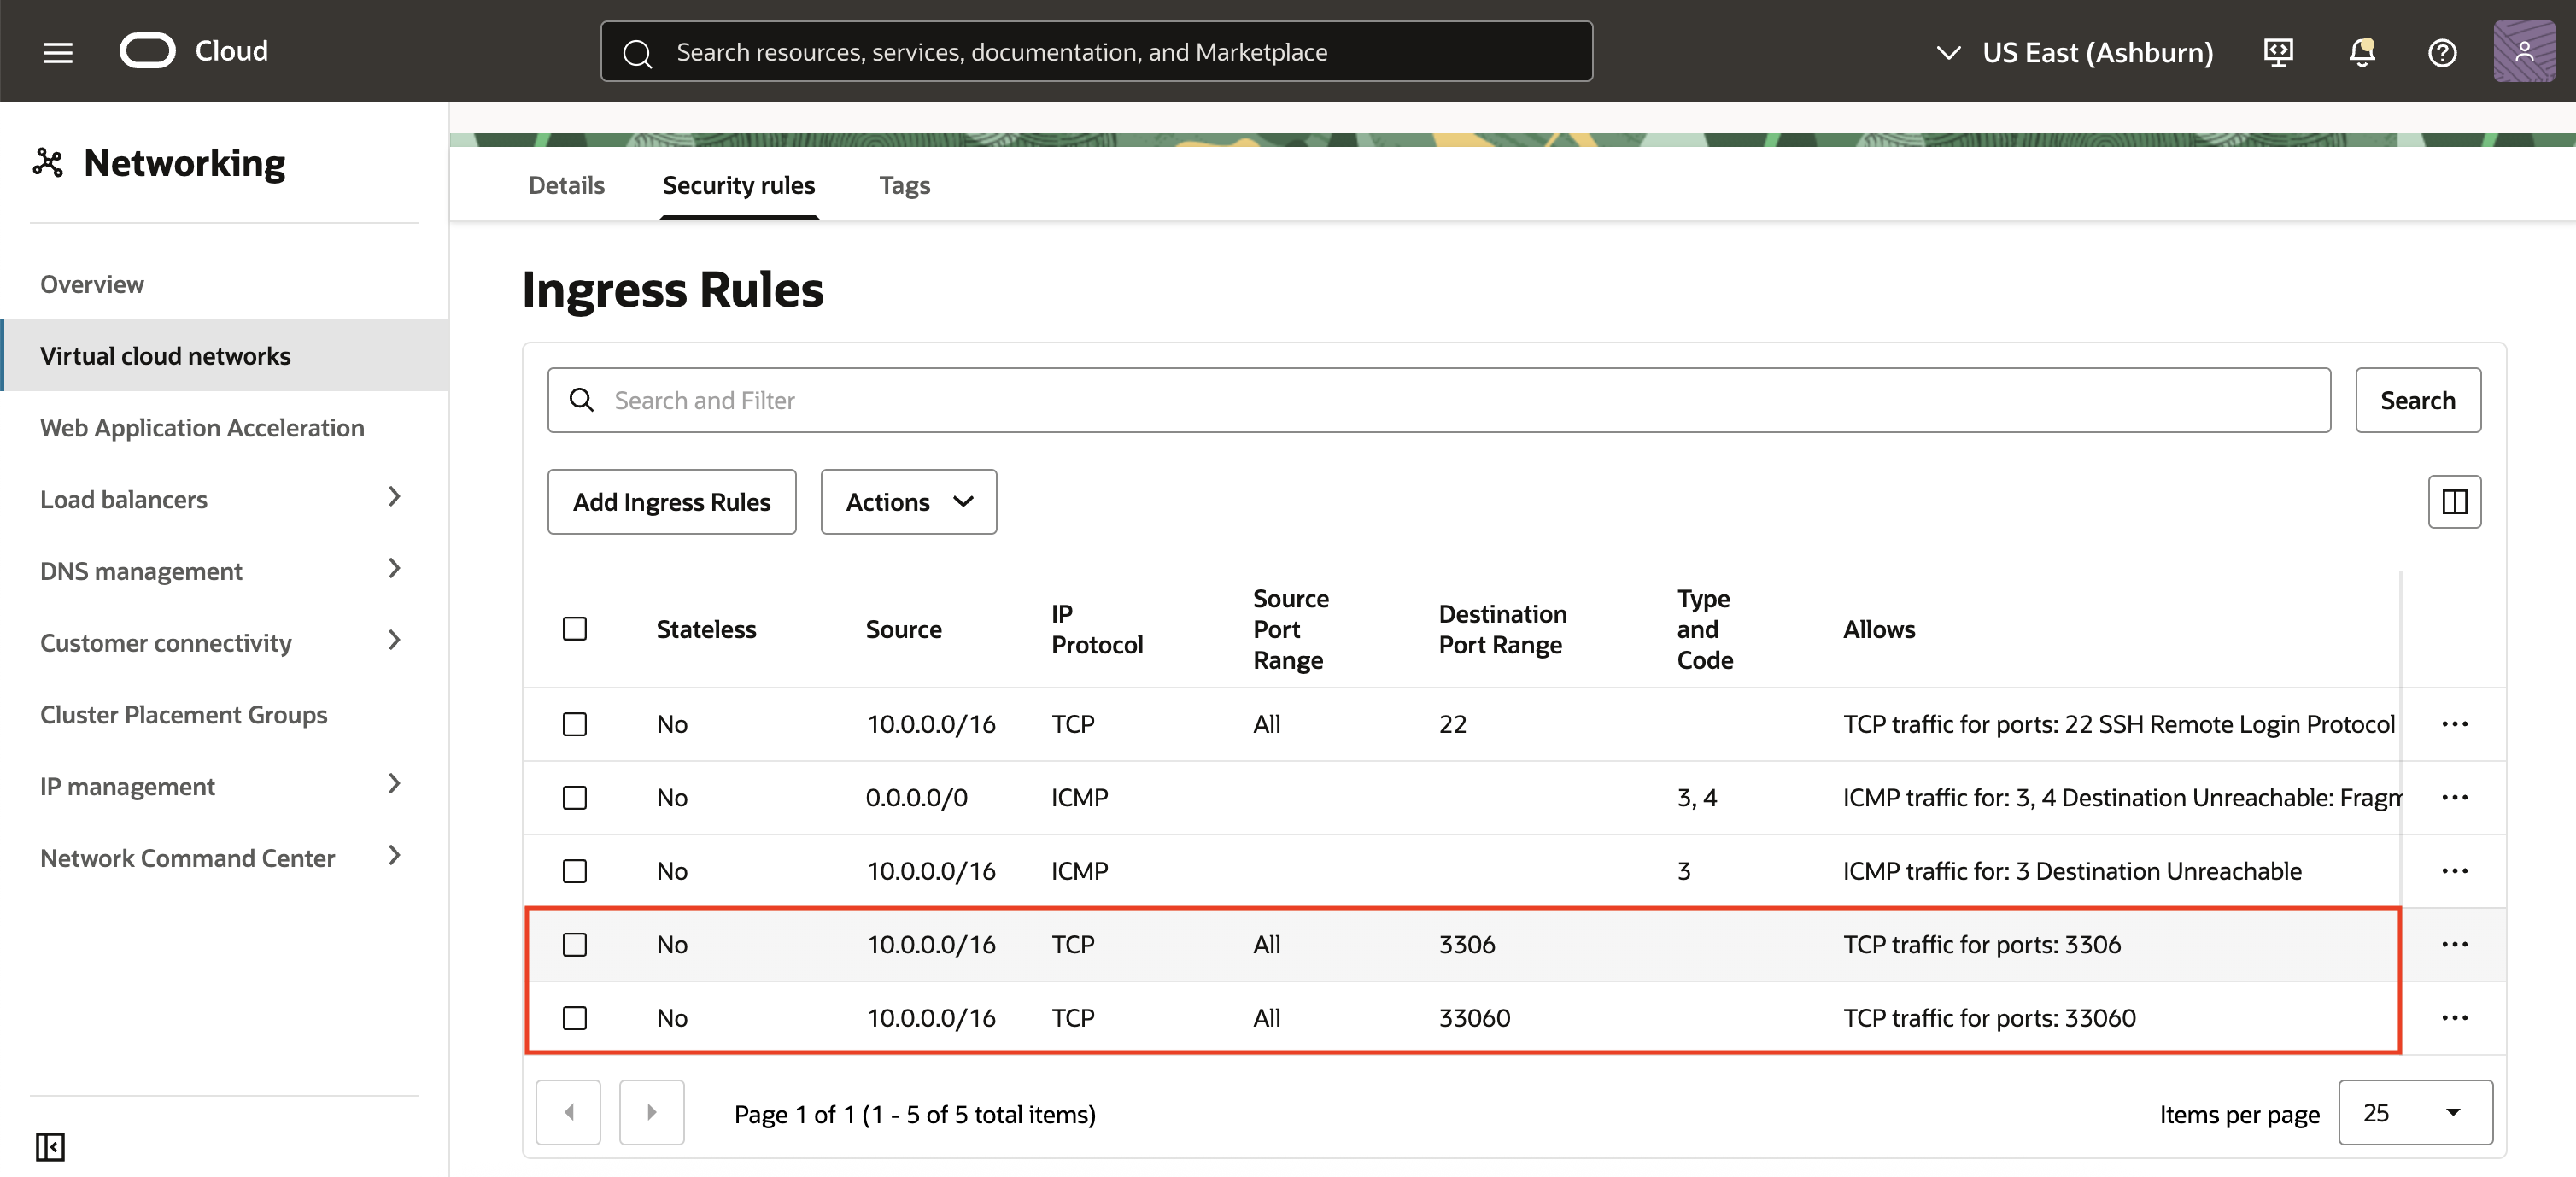 Cloud
Search resources, services, documentation, and Marketplace
US East (Ashburn)
Networking
Overview
Virtual cloud networks
Web Application Acceleration
Load balancers
DNS management
Customer connectivity
Cluster Placement Groups
IP management
Network Command Center
Details Security rules Tags
Ingress Rules
Search and Filter
Search
Add Ingress Rules
Actions
Stateless Source IP Protocol Source Port Range Destination Port Range Type and Code Allows
No 10.0.0.0/16 TCP All 22 TCP traffic for ports: 22 SSH Remote Login Protocol
No 0.0.0.0/0 ICMP 3, 4 ICMP traffic for: 3, 4 Destination Unreachable: Fragm
No 10.0.0.0/16 ICMP 3 ICMP traffic for: 3 Destination Unreachable
No 10.0.0.0/16 TCP All 3306 TCP traffic for ports: 3306
No 10.0.0.0/16 TCP All 33060 TCP traffic for ports: 33060
Page 1 of 1 (1 - 5 of 5 total items)
Items per page 25